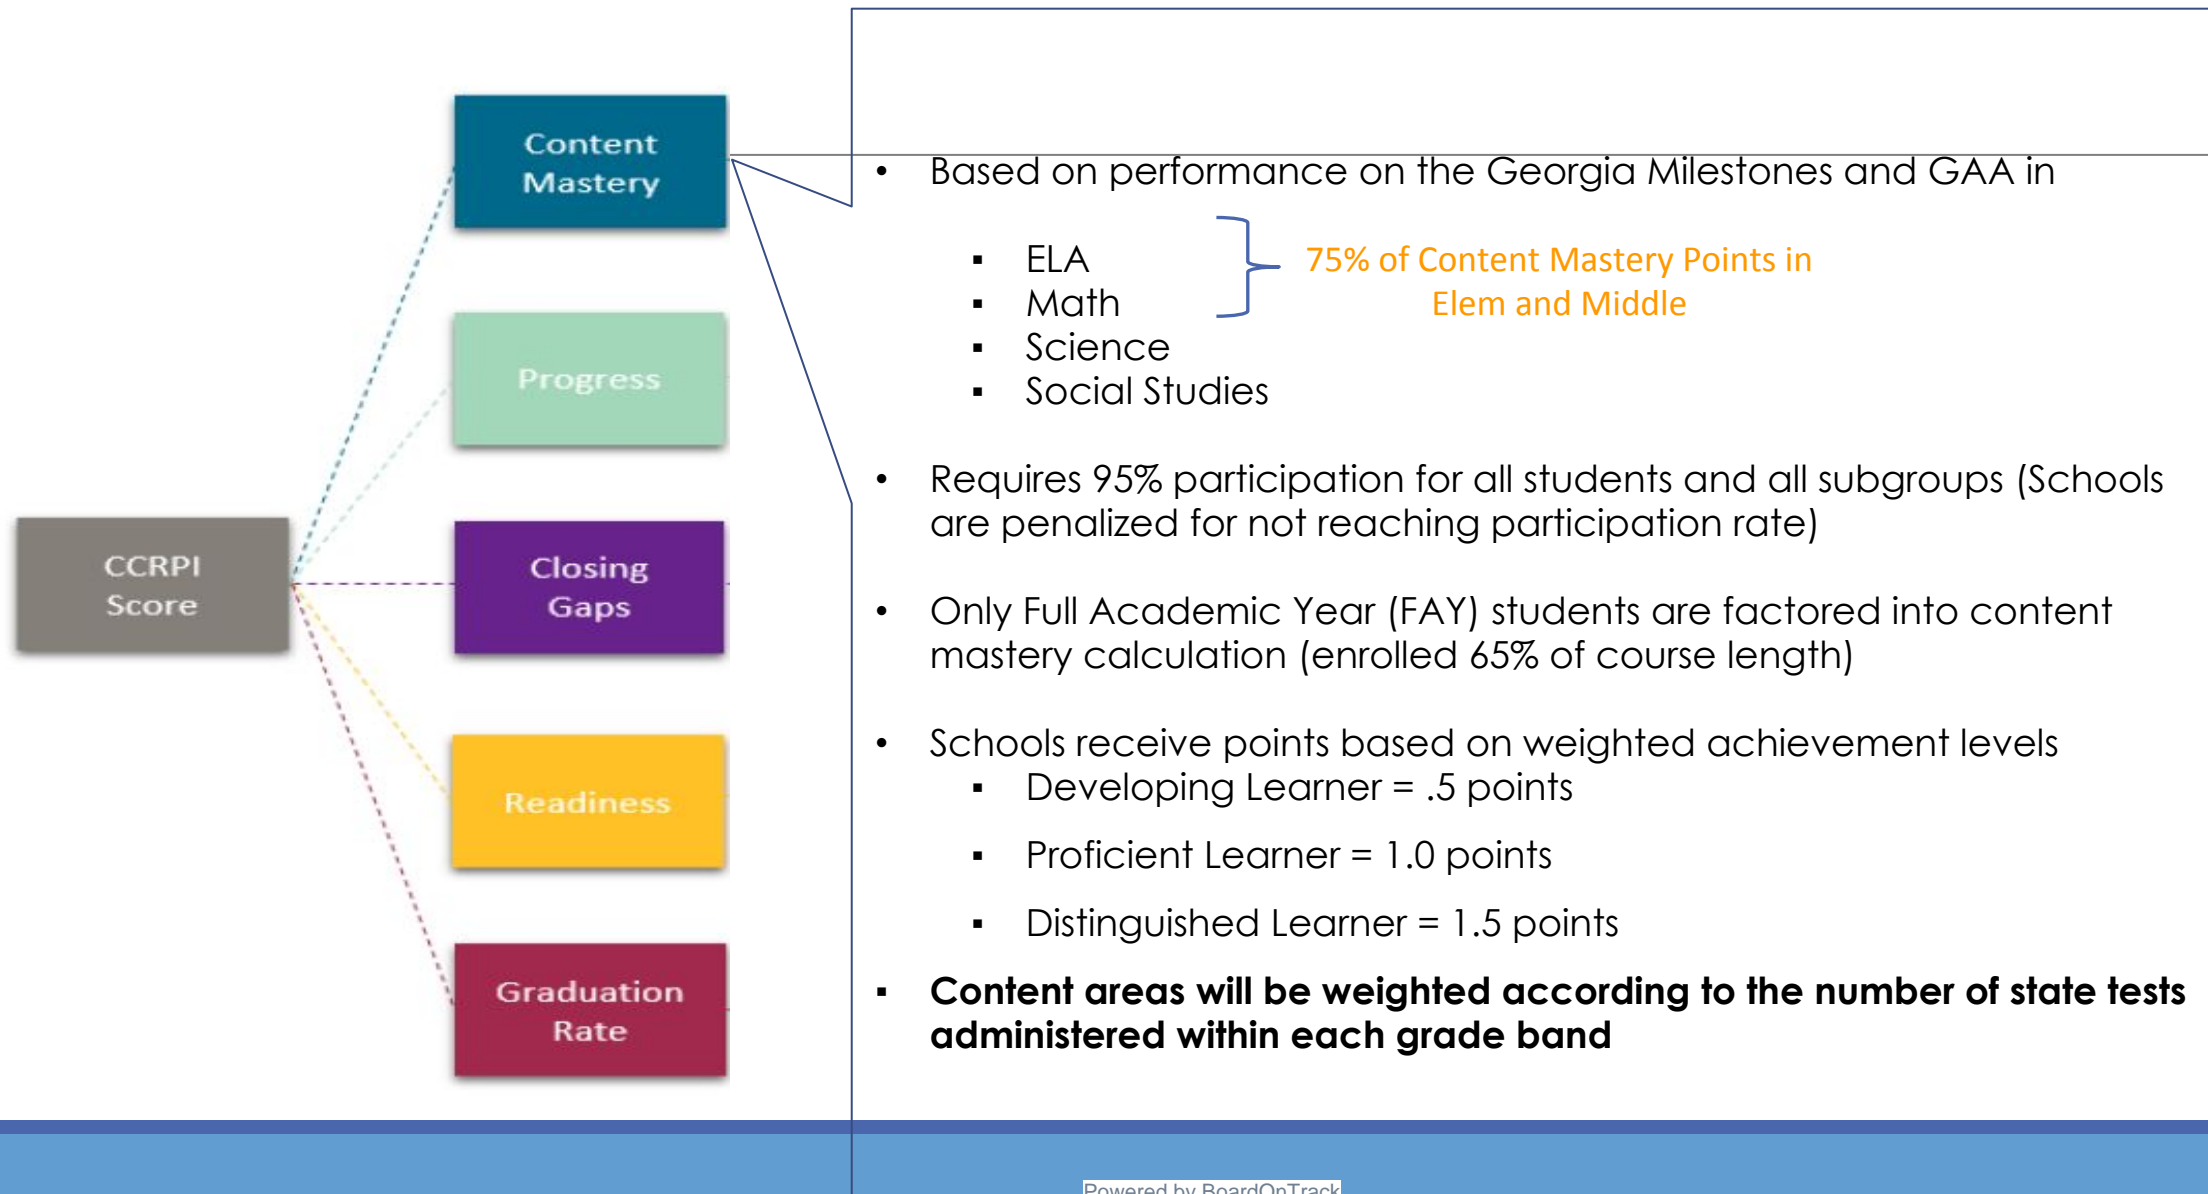 Content
Mastery
Progress
CCRPI
Score
Closing
Gaps
Readiness
Graduation
Rate
• Based on performance on the Georgia Milestones and GAA in
▪ ELA
▪ Math
▪ Science
▪ Social Studies
75% of Content Mastery Points in
Elem and Middle
• Requires 95% participation for all students and all subgroups (Schools
are penalized for not reaching participation rate)
• Only Full Academic Year (FAY) students are factored into content
mastery calculation (enrolled 65% of course length)
• Schools receive points based on weighted achievement levels
▪ Developing Learner = .5 points
▪ Proficient Learner = 1.0 points
▪ Distinguished Learner = 1.5 points
▪ Content areas will be weighted according to the number of state tests
administered within each grade band
Powered by BoardOnTrack